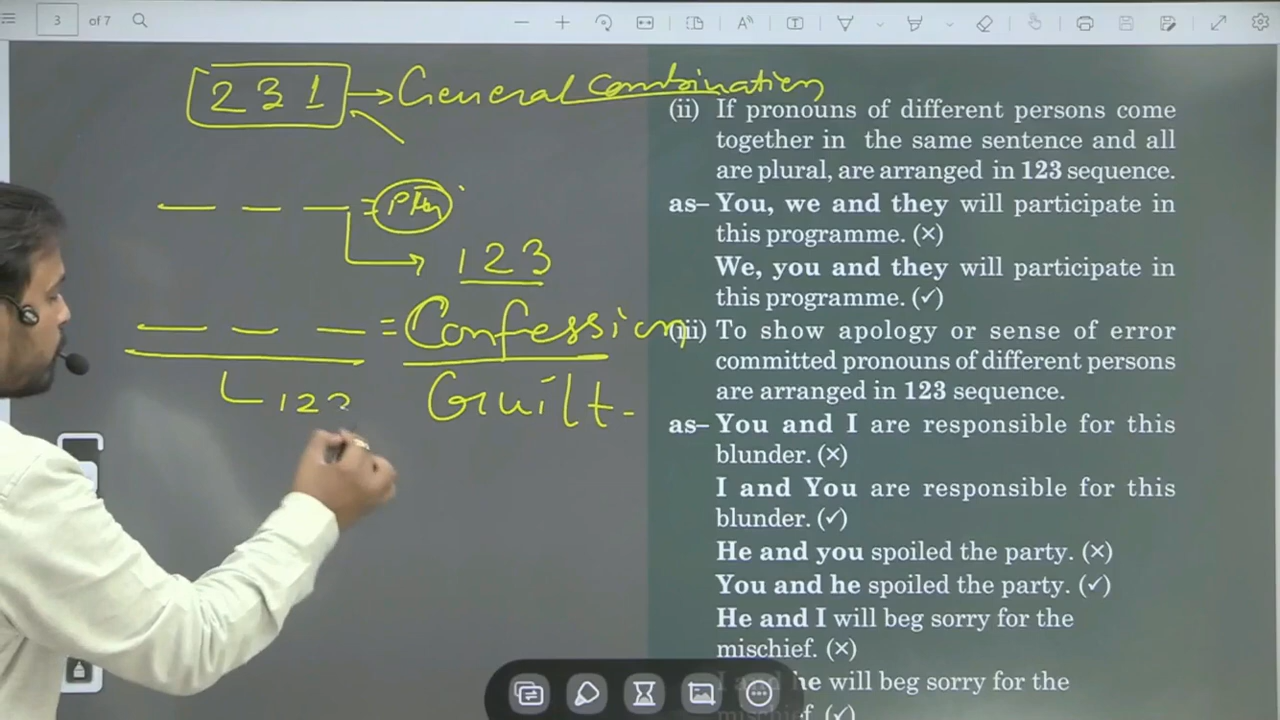 3 of 7
231 → General Combination
= Plu
123
= Confession
Guilt.
123
(ii) If pronouns of different persons come
together in the same sentence and all
are plural, are arranged in 123 sequence.
as– You, we and they will participate in
this programme. (×)
We, you and they will participate in
this programme. (✓)
(iii) To show apology or sense of error
committed pronouns of different persons
are arranged in 123 sequence.
as– You and I are responsible for this
blunder. (×)
I and You are responsible for this
blunder. (✓)
He and you spoiled the party. (×)
You and he spoiled the party. (✓)
He and I will beg sorry for the
mischief. (×)
he will beg sorry for the
(✓)